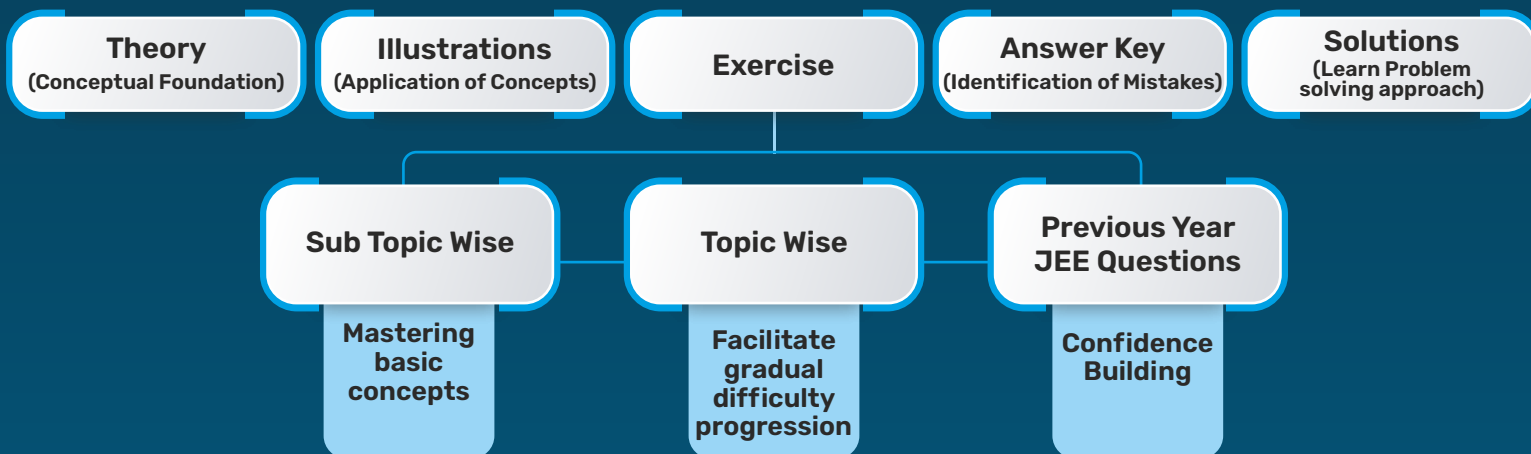 Theory
(Conceptual Foundation)
Illustrations
(Application of Concepts)
Exercise
Answer Key
(Identification of Mistakes)
Solutions
(Learn Problem
solving approach)
Sub Topic Wise
Mastering
basic
concepts
Topic Wise
Facilitate
gradual
difficulty
progression
Previous Year
JEE Questions
Confidence
Building